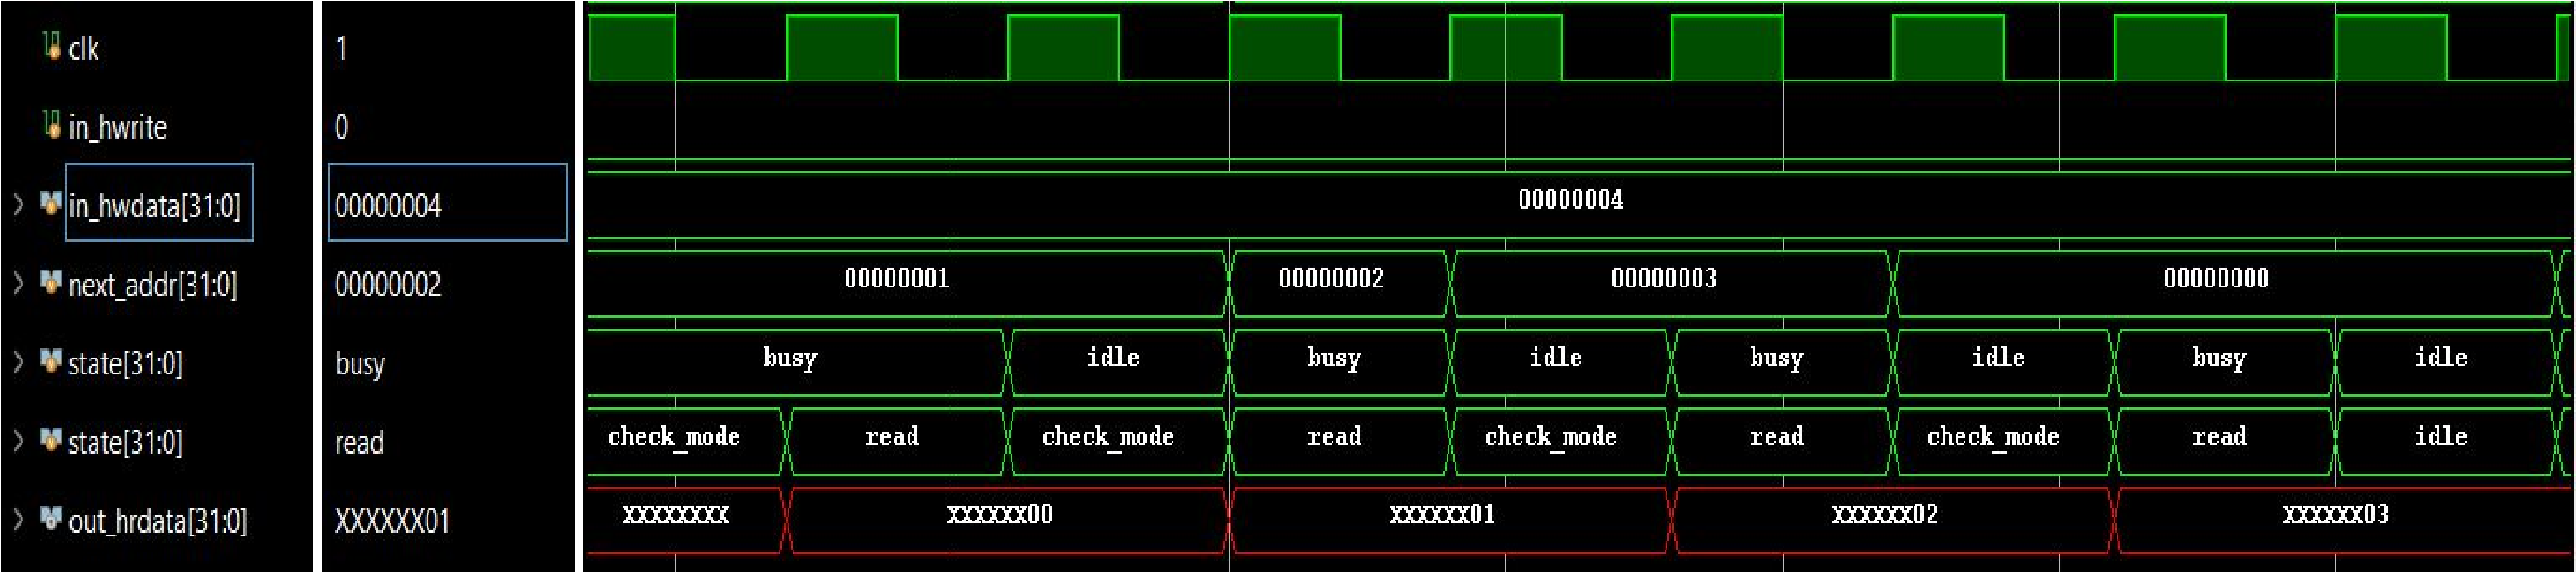 clk 1
in_hwrite 0
in_hwdata[31:0] 00000004 00000004
next_addr[31:0] 00000002 00000001 00000002 00000003 00000000
state[31:0] busy busy idle busy idle busy idle busy idle
state[31:0] read check_mode read check_mode read check_mode read check_mode read idle
out_hrdata[31:0] XXXXXX01 XXXXXXXX XXXXXX00 XXXXXX01 XXXXXX02 XXXXXX03